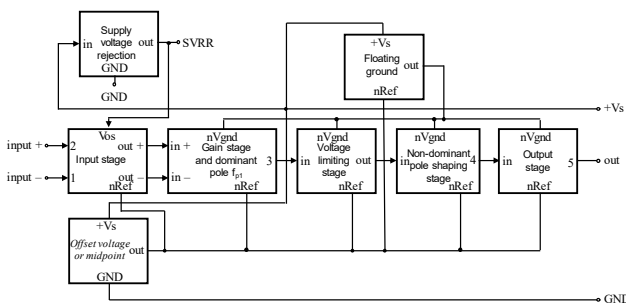 Supply
voltage
rejection
in
out
GND
SVRR
GND
+Vs
Floating
ground
out
nRef
+Vs
input +
input –
2
1
Vos
out +
Input stage
out –
nRef
in +
in –
nVgnd
Gain stage
and dominant
pole fp1
3
nRef
nVgnd
Voltage
limiting
stage
in
out
nRef
nVgnd
Non-dominant
pole shaping
stage
in
4
nRef
nVgnd
Output
stage
in
5
nRef
out
+Vs
Offset voltage
or midpoint
out
GND
GND